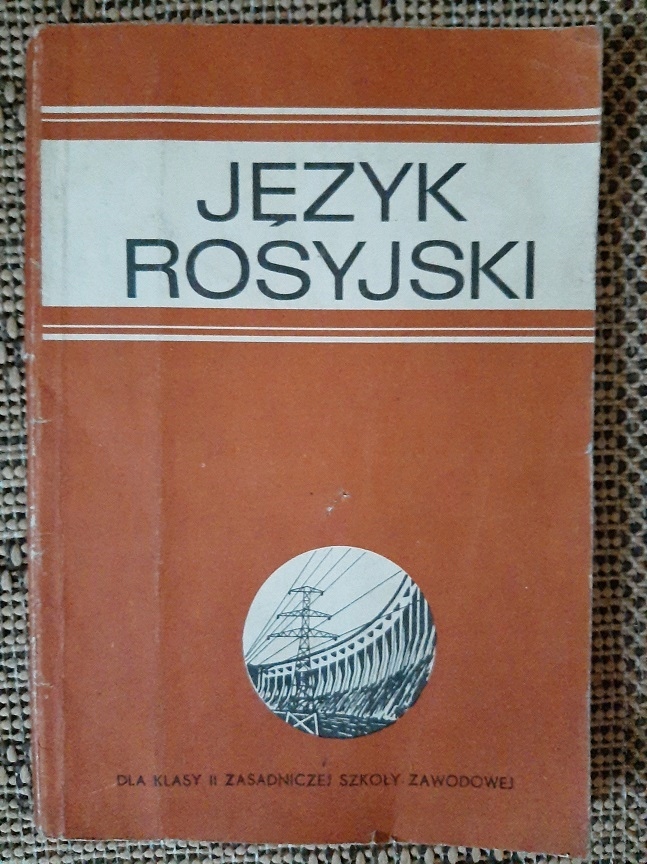 JĘZYK
ROSYJSKI
DLA KLASY II ZASADNICZEJ SZKOŁY ZAWODOWEJ